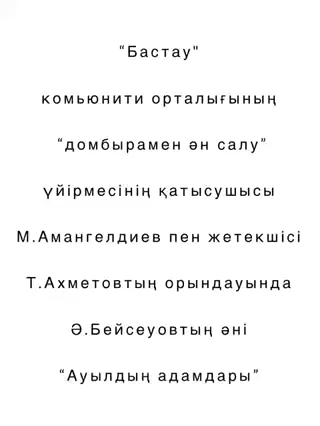 “Бастау"
комьюнити орталығының
“домбырамен ән салу”
үйірмесінің қатысушысы
М.Амангелдиев пен жетекшісі
Т.Ахметовтың орындауында
Ә.Бейсеуовтың әні
“Ауылдың адамдары”